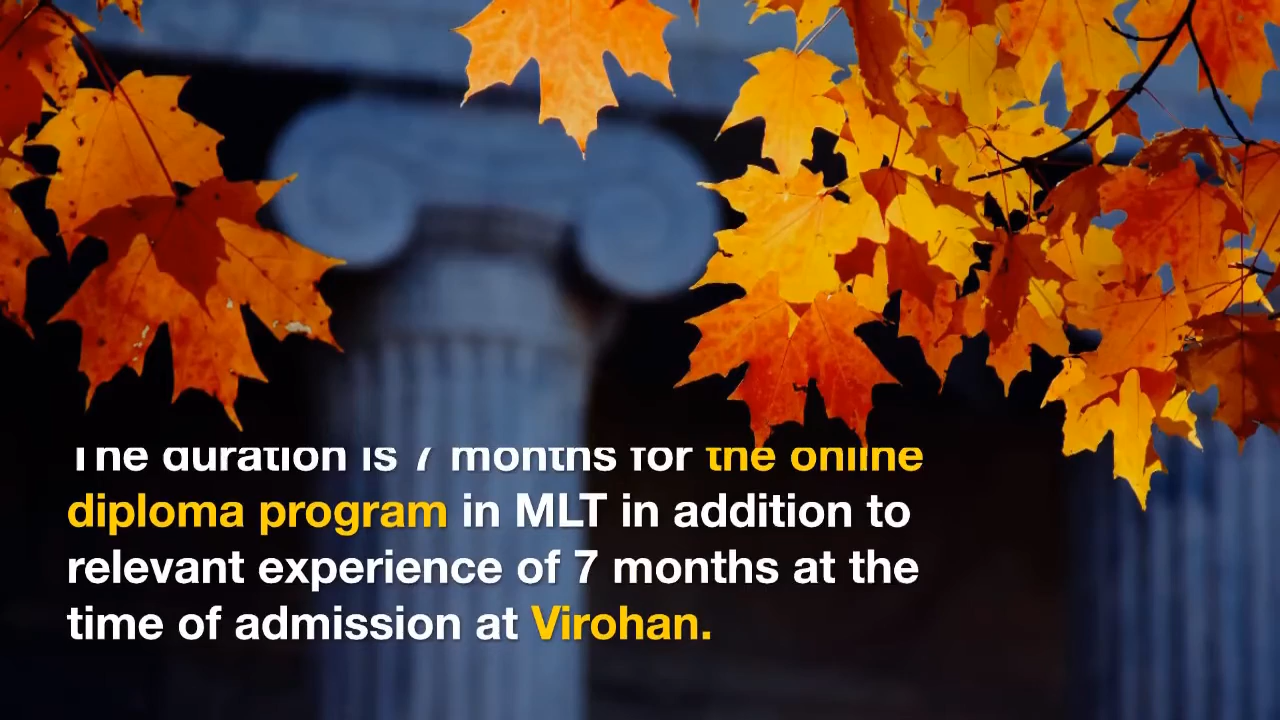 The duration is 7 months for the online
diploma program in MLT in addition to
relevant experience of 7 months at the
time of admission at Virohan.